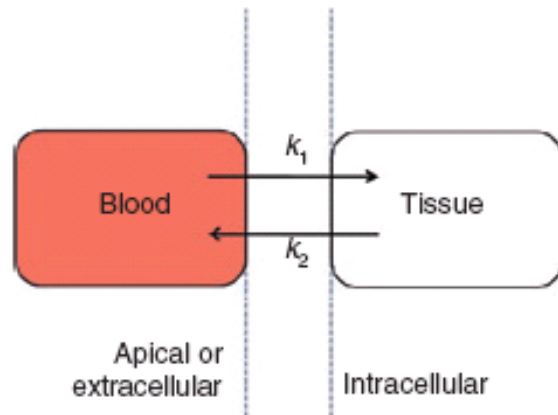 k1
Blood
Tissue
k2
Apical or
extracellular
Intracellular